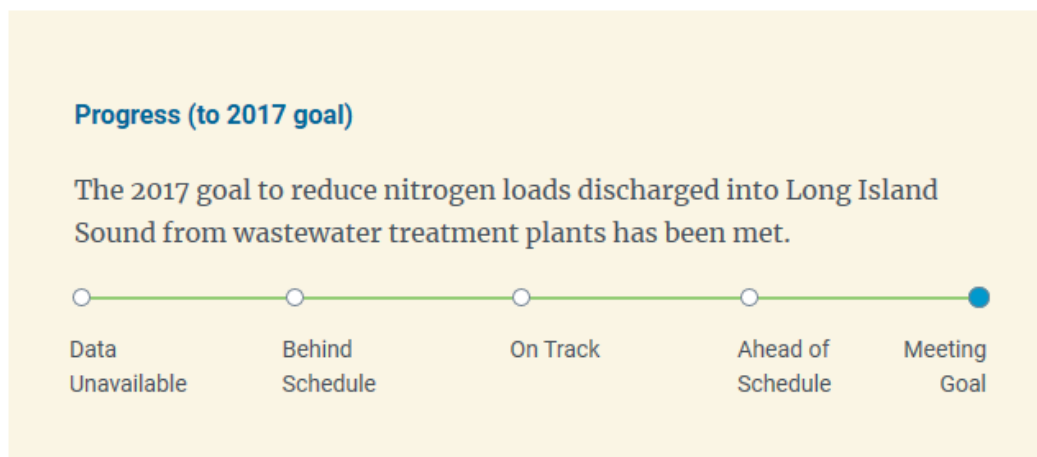 Progress (to 2017 goal)
The 2017 goal to reduce nitrogen loads discharged into Long Island
Sound from wastewater treatment plants has been met.
Data
Unavailable
Behind
Schedule
On Track
Ahead of
Schedule
Meeting
Goal